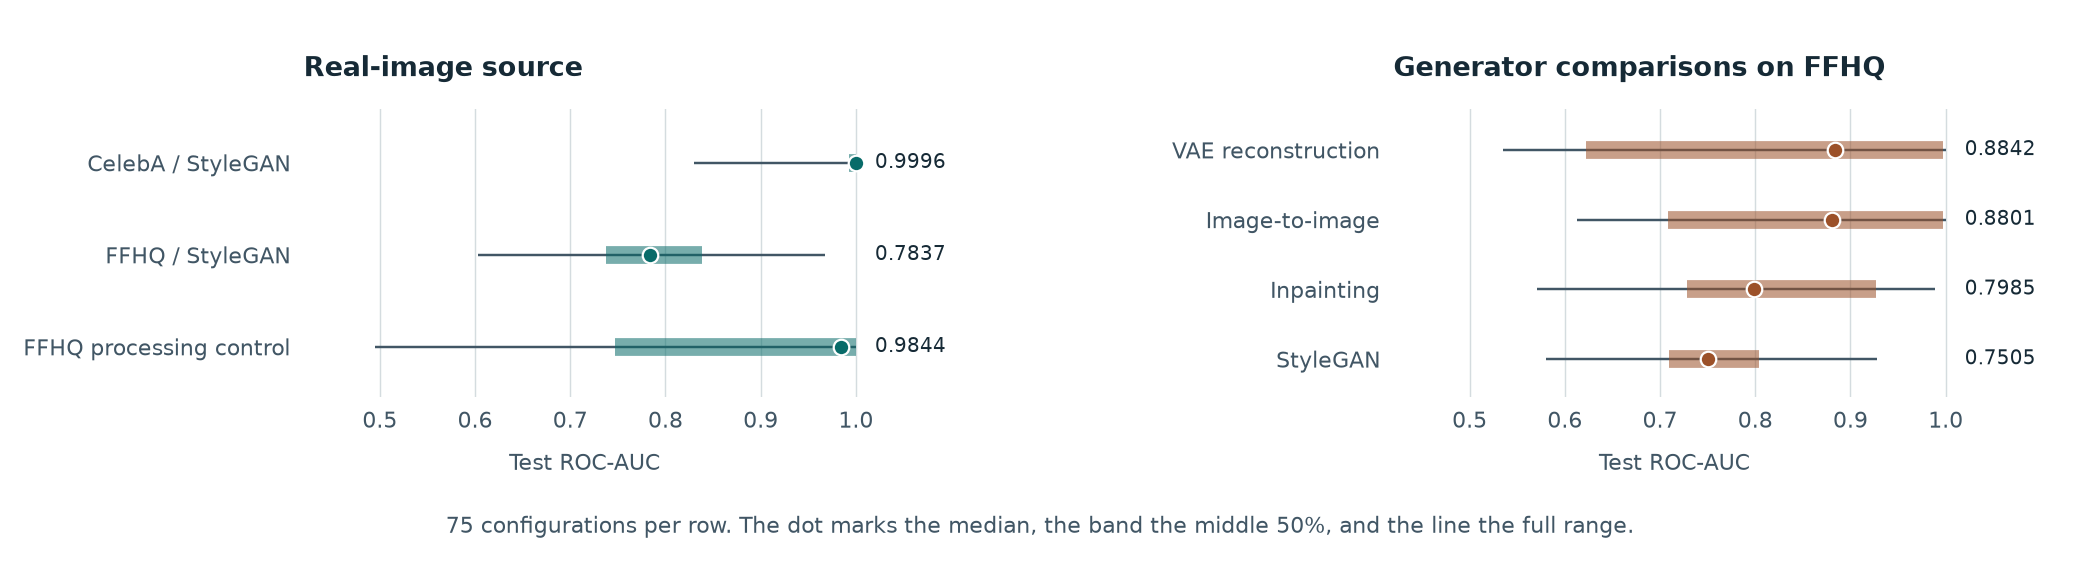 Real-image source
CelebA / StyleGAN
0.9996
FFHQ / StyleGAN
0.7837
FFHQ processing control
0.9844
0.5 0.6 0.7 0.8 0.9 1.0
Test ROC-AUC
Generator comparisons on FFHQ
VAE reconstruction
0.8842
Image-to-image
0.8801
Inpainting
0.7985
StyleGAN
0.7505
0.5 0.6 0.7 0.8 0.9 1.0
Test ROC-AUC
75 configurations per row. The dot marks the median, the band the middle 50%, and the line the full range.